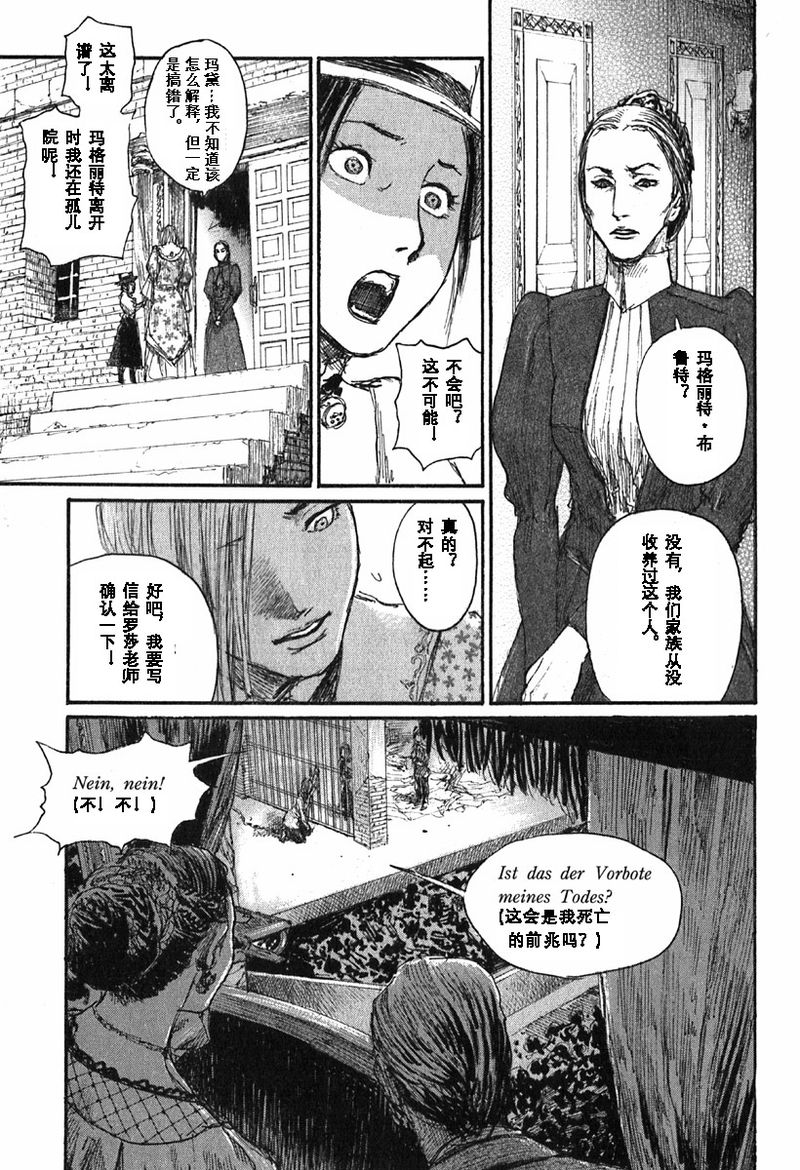 玛格丽特·布
鲁特？
没有，我们家族从没
收养过这个人。
不会吧？
这不可能！
玛黛…我不知道该
怎么解释，但一定
是搞错了。
这太离
谱了！
玛格丽特离开
时我还在孤儿
院呢！
真的？
对不起……
好吧，我要写
信给罗莎老师
确认一下！
Nein, nein!
(不！不！)
Ist das der Vorbote
meines Todes?
(这会是我死亡
的前兆吗？)